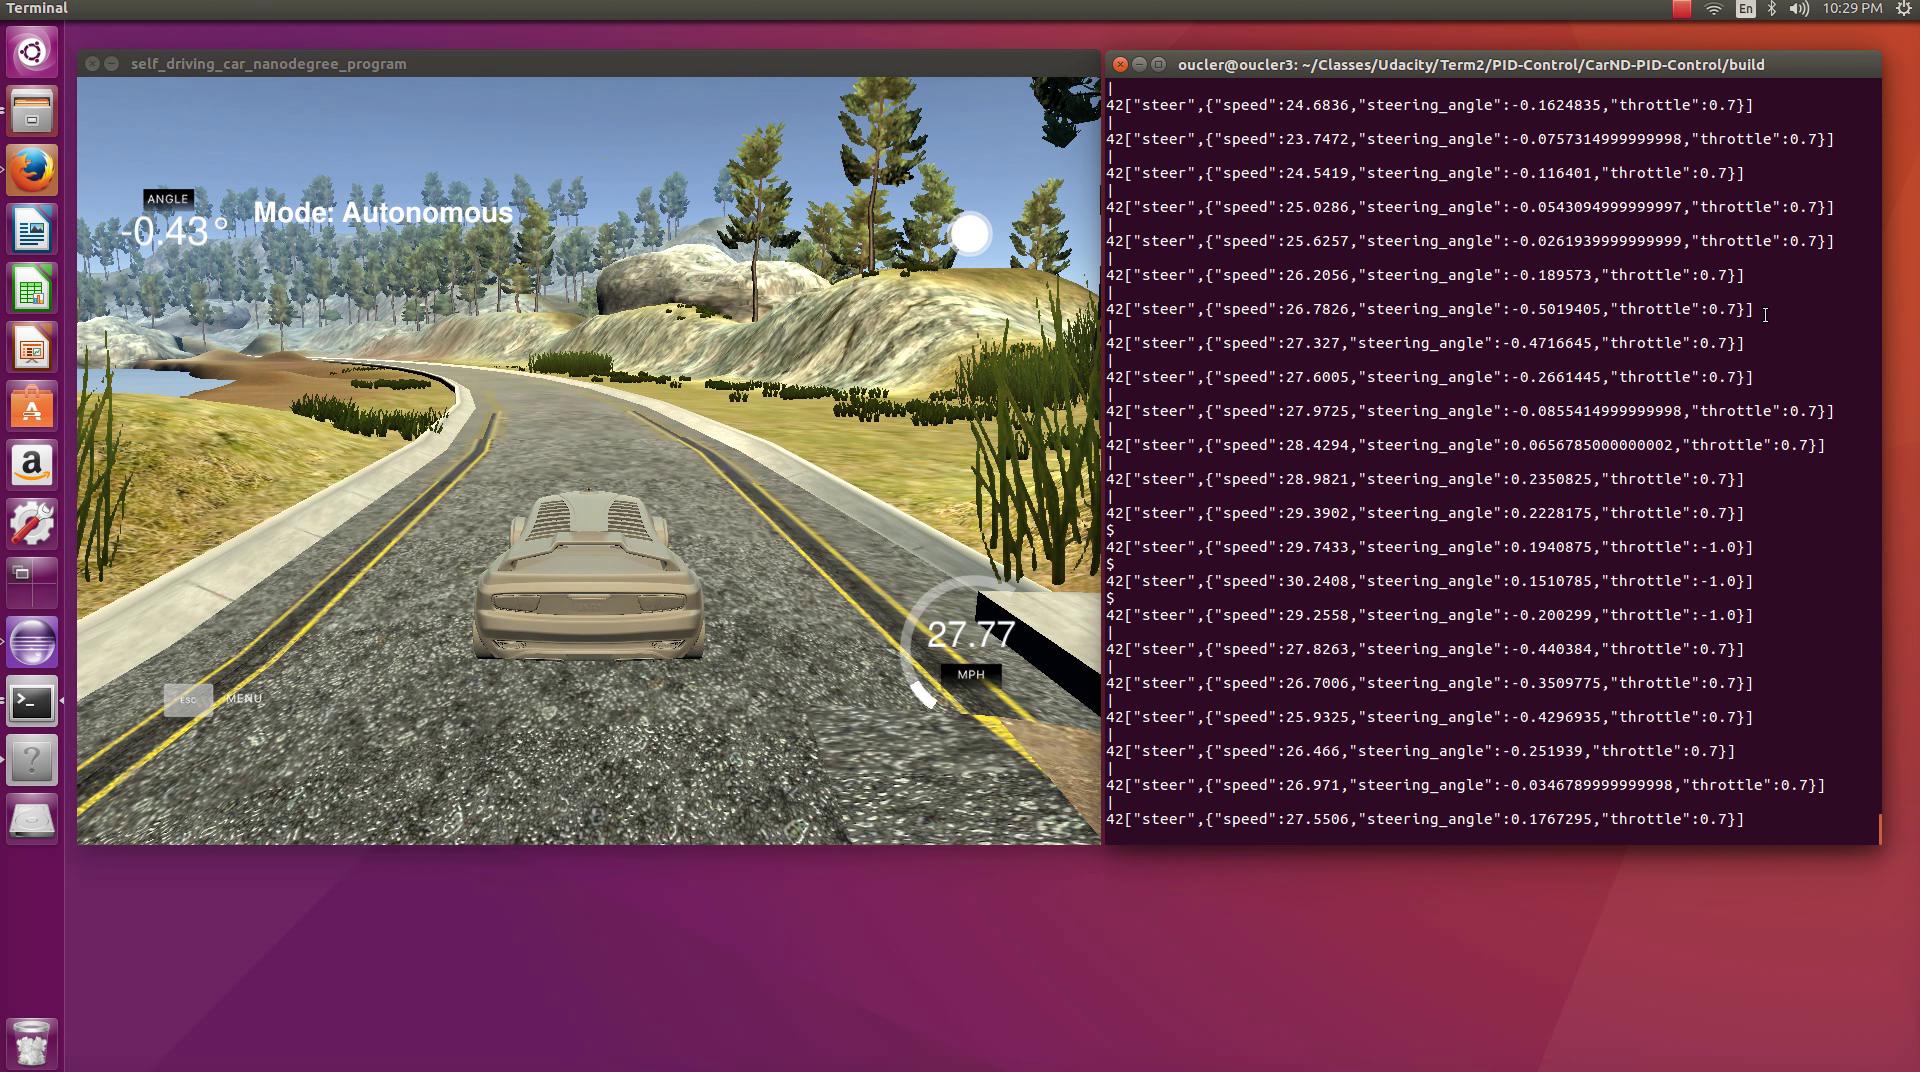 Terminal
En
10:29 PM
self_driving_car_nanodegree_program
ANGLE
-0.43°
Mode: Autonomous
27.77
MPH
ESC
MENU
a
oucler@oucler3: ~/Classes/Udacity/Term2/PID-Control/CarND-PID-Control/build
|
42["steer",{"speed":24.6836,"steering_angle":-0.1624835,"throttle":0.7}]
|
42["steer",{"speed":23.7472,"steering_angle":-0.0757314999999998,"throttle":0.7}]
|
42["steer",{"speed":24.5419,"steering_angle":-0.116401,"throttle":0.7}]
|
42["steer",{"speed":25.0286,"steering_angle":-0.0543094999999997,"throttle":0.7}]
|
42["steer",{"speed":25.6257,"steering_angle":-0.0261939999999999,"throttle":0.7}]
|
42["steer",{"speed":26.2056,"steering_angle":-0.189573,"throttle":0.7}]
|
42["steer",{"speed":26.7826,"steering_angle":-0.5019405,"throttle":0.7}]
|
42["steer",{"speed":27.327,"steering_angle":-0.4716645,"throttle":0.7}]
|
42["steer",{"speed":27.6005,"steering_angle":-0.2661445,"throttle":0.7}]
|
42["steer",{"speed":27.9725,"steering_angle":-0.0855414999999998,"throttle":0.7}]
|
42["steer",{"speed":28.4294,"steering_angle":0.0656785000000002,"throttle":0.7}]
|
42["steer",{"speed":28.9821,"steering_angle":0.2350825,"throttle":0.7}]
|
42["steer",{"speed":29.3902,"steering_angle":0.2228175,"throttle":0.7}]
$
42["steer",{"speed":29.7433,"steering_angle":0.1940875,"throttle":-1.0}]
$
42["steer",{"speed":30.2408,"steering_angle":0.1510785,"throttle":-1.0}]
$
42["steer",{"speed":29.2558,"steering_angle":-0.200299,"throttle":-1.0}]
|
42["steer",{"speed":27.8263,"steering_angle":-0.440384,"throttle":0.7}]
|
42["steer",{"speed":26.7006,"steering_angle":-0.3509775,"throttle":0.7}]
|
42["steer",{"speed":25.9325,"steering_angle":-0.4296935,"throttle":0.7}]
|
42["steer",{"speed":26.466,"steering_angle":-0.251939,"throttle":0.7}]
|
42["steer",{"speed":26.971,"steering_angle":-0.0346789999999998,"throttle":0.7}]
|
42["steer",{"speed":27.5506,"steering_angle":0.1767295,"throttle":0.7}]